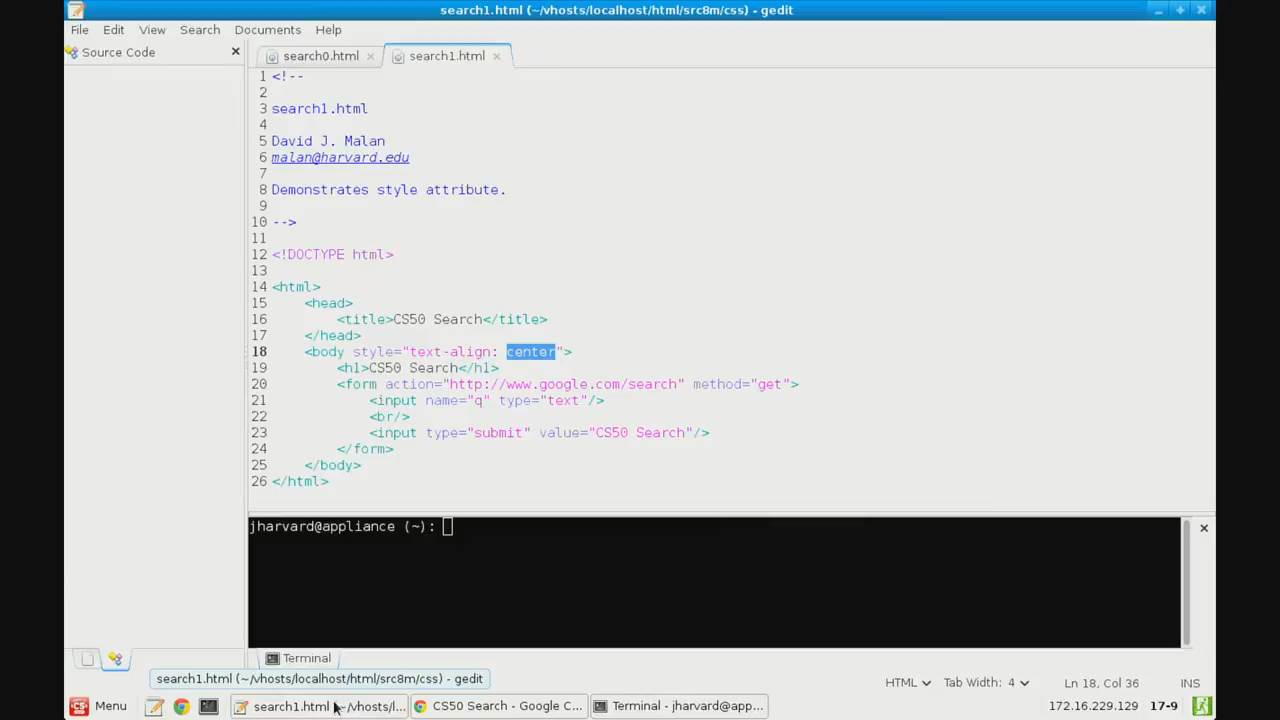 search1.html (~/vhosts/localhost/html/src8m/css) - gedit
File Edit View Search Documents Help
Source Code
search0.html
search1.html
1 <!--
2
3 search1.html
4
5 David J. Malan
6 malan@harvard.edu
7
8 Demonstrates style attribute.
9
10 -->
11
12 <!DOCTYPE html>
13
14 <html>
15 <head>
16 <title>CS50 Search</title>
17 </head>
18 <body style="text-align: center">
19 <h1>CS50 Search</h1>
20 <form action="http://www.google.com/search" method="get">
21 <input name="q" type="text"/>
22 <br/>
23 <input type="submit" value="CS50 Search"/>
24 </form>
25 </body>
26 </html>
jharvard@appliance (~):
Terminal
search1.html (~/vhosts/localhost/html/src8m/css) - gedit
HTML Tab Width: 4 Ln 18, Col 36 INS
Menu search1.html (~/vhosts/l... CS50 Search - Google C... Terminal - jharvard@app... 172.16.229.129 17-9